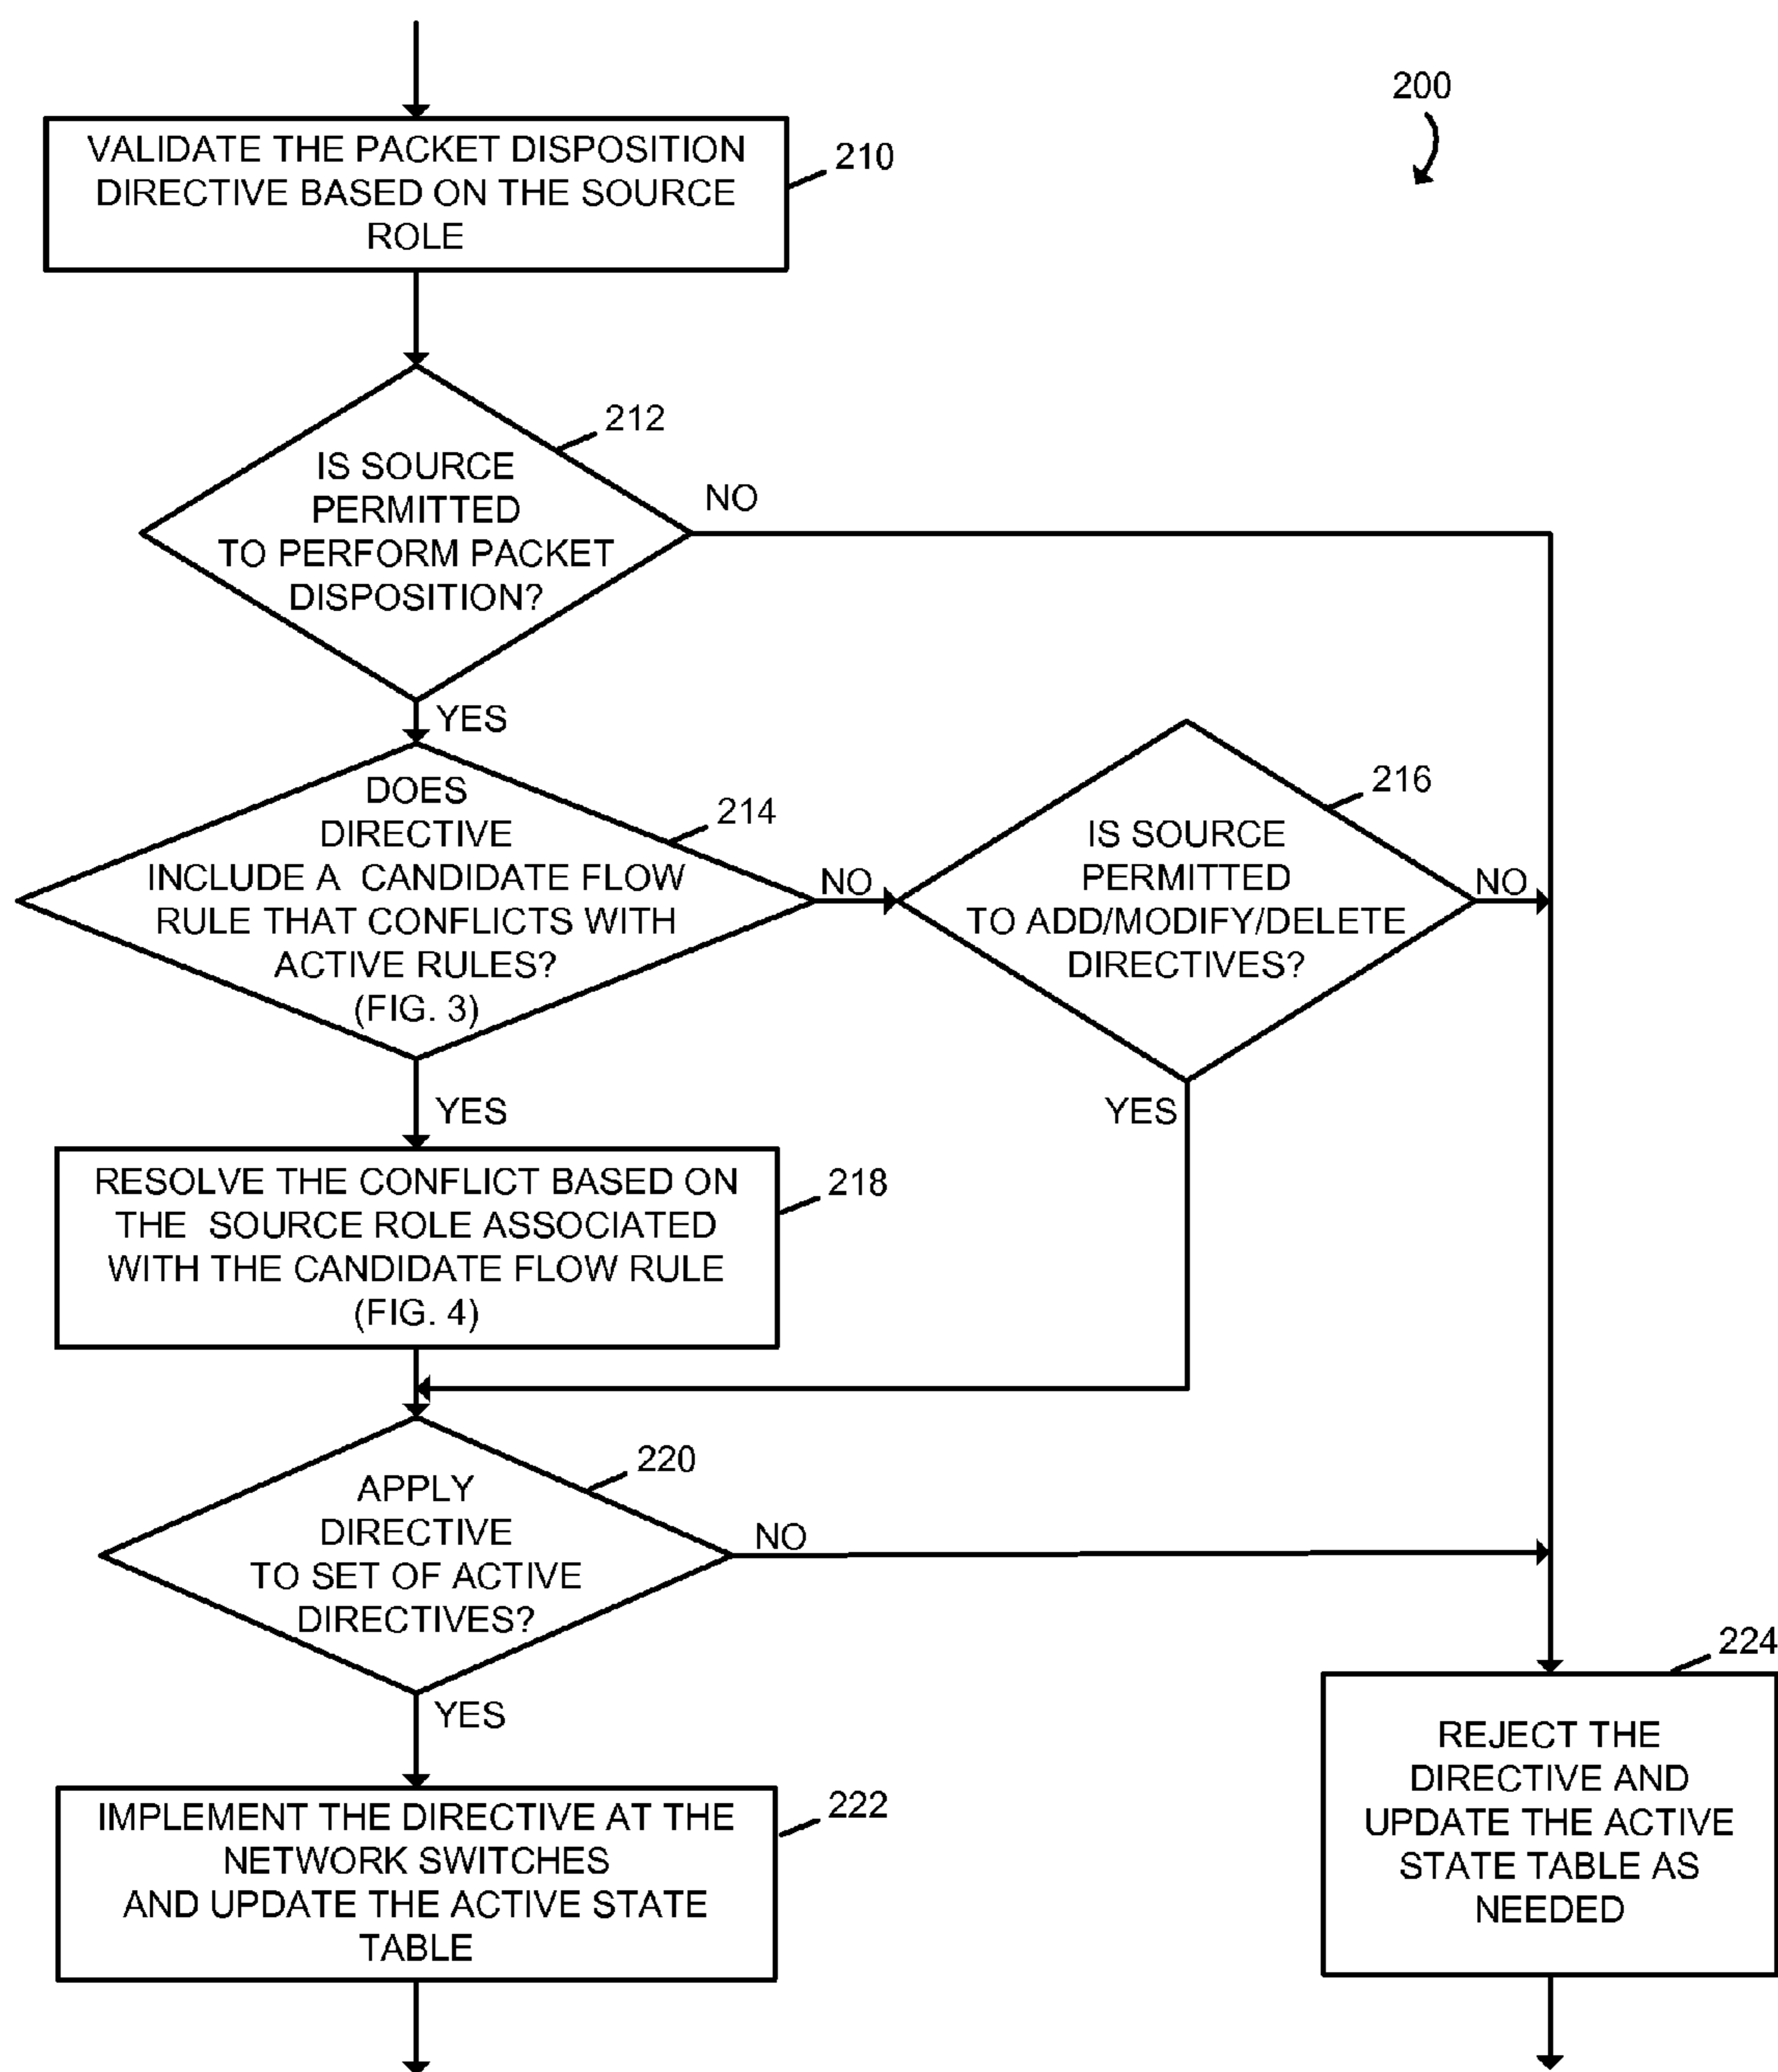 200
VALIDATE THE PACKET DISPOSITION
DIRECTIVE BASED ON THE SOURCE
ROLE
210
212
IS SOURCE
PERMITTED
TO PERFORM PACKET
DISPOSITION?
NO
YES
DOES
DIRECTIVE
INCLUDE A CANDIDATE FLOW
RULE THAT CONFLICTS WITH
ACTIVE RULES?
(FIG. 3)
214
NO
216
IS SOURCE
PERMITTED
TO ADD/MODIFY/DELETE
DIRECTIVES?
NO
YES
YES
RESOLVE THE CONFLICT BASED ON
THE SOURCE ROLE ASSOCIATED
WITH THE CANDIDATE FLOW RULE
(FIG. 4)
218
220
APPLY
DIRECTIVE
TO SET OF ACTIVE
DIRECTIVES?
NO
YES
IMPLEMENT THE DIRECTIVE AT THE
NETWORK SWITCHES
AND UPDATE THE ACTIVE STATE
TABLE
222
224
REJECT THE
DIRECTIVE AND
UPDATE THE ACTIVE
STATE TABLE AS
NEEDED